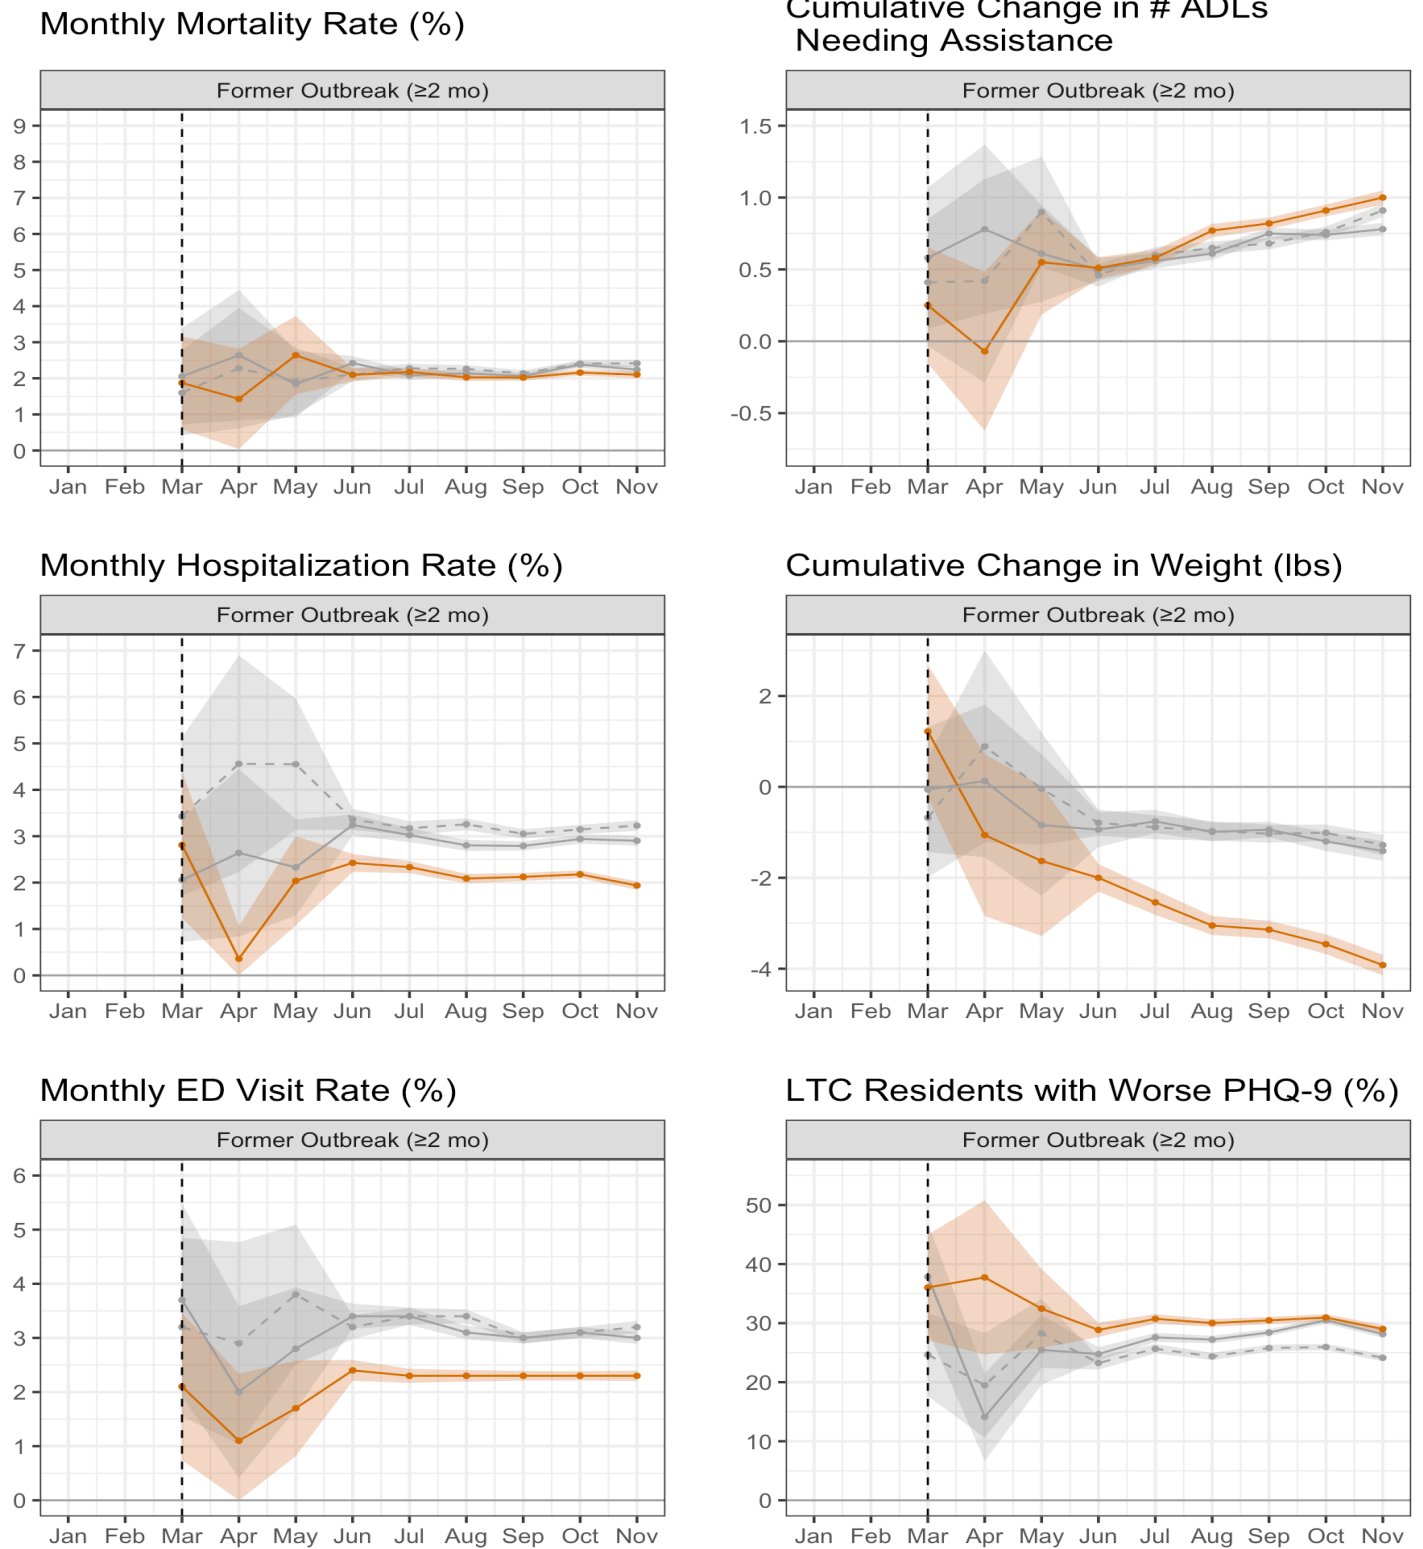 Monthly Mortality Rate (%)
Former Outbreak (≥2 mo)
9
8
7
6
5
4
3
2
1
0
Jan Feb Mar Apr May Jun Jul Aug Sep Oct Nov
Cumulative Change in # ADLs
Needing Assistance
Former Outbreak (≥2 mo)
1.5
1.0
0.5
0.0
-0.5
Jan Feb Mar Apr May Jun Jul Aug Sep Oct Nov
Monthly Hospitalization Rate (%)
Former Outbreak (≥2 mo)
7
6
5
4
3
2
1
0
Jan Feb Mar Apr May Jun Jul Aug Sep Oct Nov
Cumulative Change in Weight (lbs)
Former Outbreak (≥2 mo)
2
0
-2
-4
Jan Feb Mar Apr May Jun Jul Aug Sep Oct Nov
Monthly ED Visit Rate (%)
Former Outbreak (≥2 mo)
6
5
4
3
2
1
0
Jan Feb Mar Apr May Jun Jul Aug Sep Oct Nov
LTC Residents with Worse PHQ-9 (%)
Former Outbreak (≥2 mo)
50
40
30
20
10
0
Jan Feb Mar Apr May Jun Jul Aug Sep Oct Nov